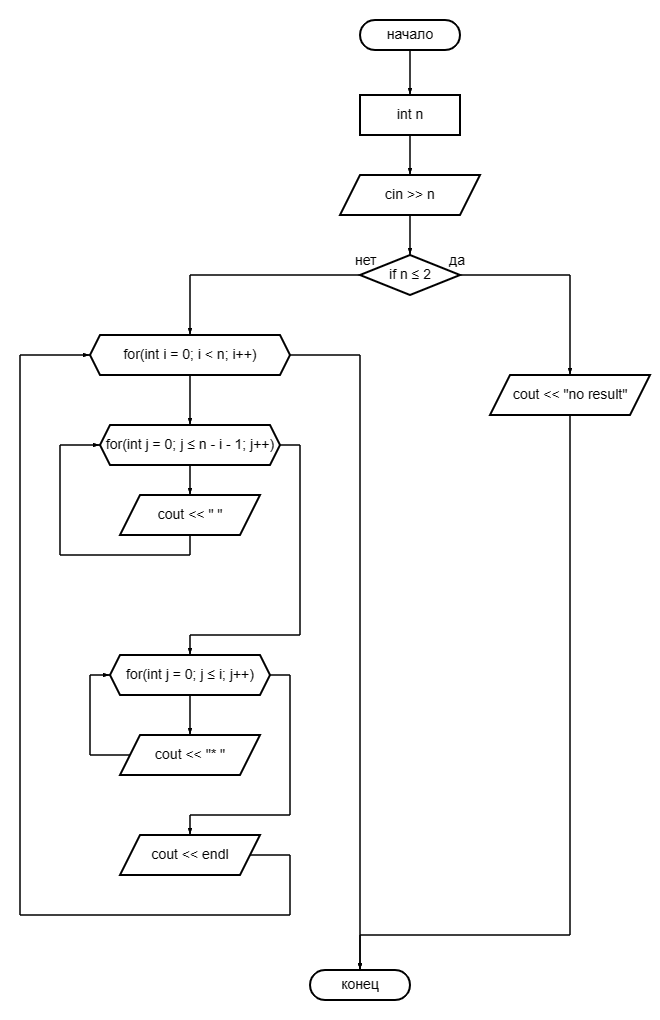 начало
int n
cin >> n
нет
да
if n ≤ 2
for(int i = 0; i < n; i++)
cout << "no result"
for(int j = 0; j ≤ n - i - 1; j++)
cout << " "
for(int j = 0; j ≤ i; j++)
cout << "* "
cout << endl
конец